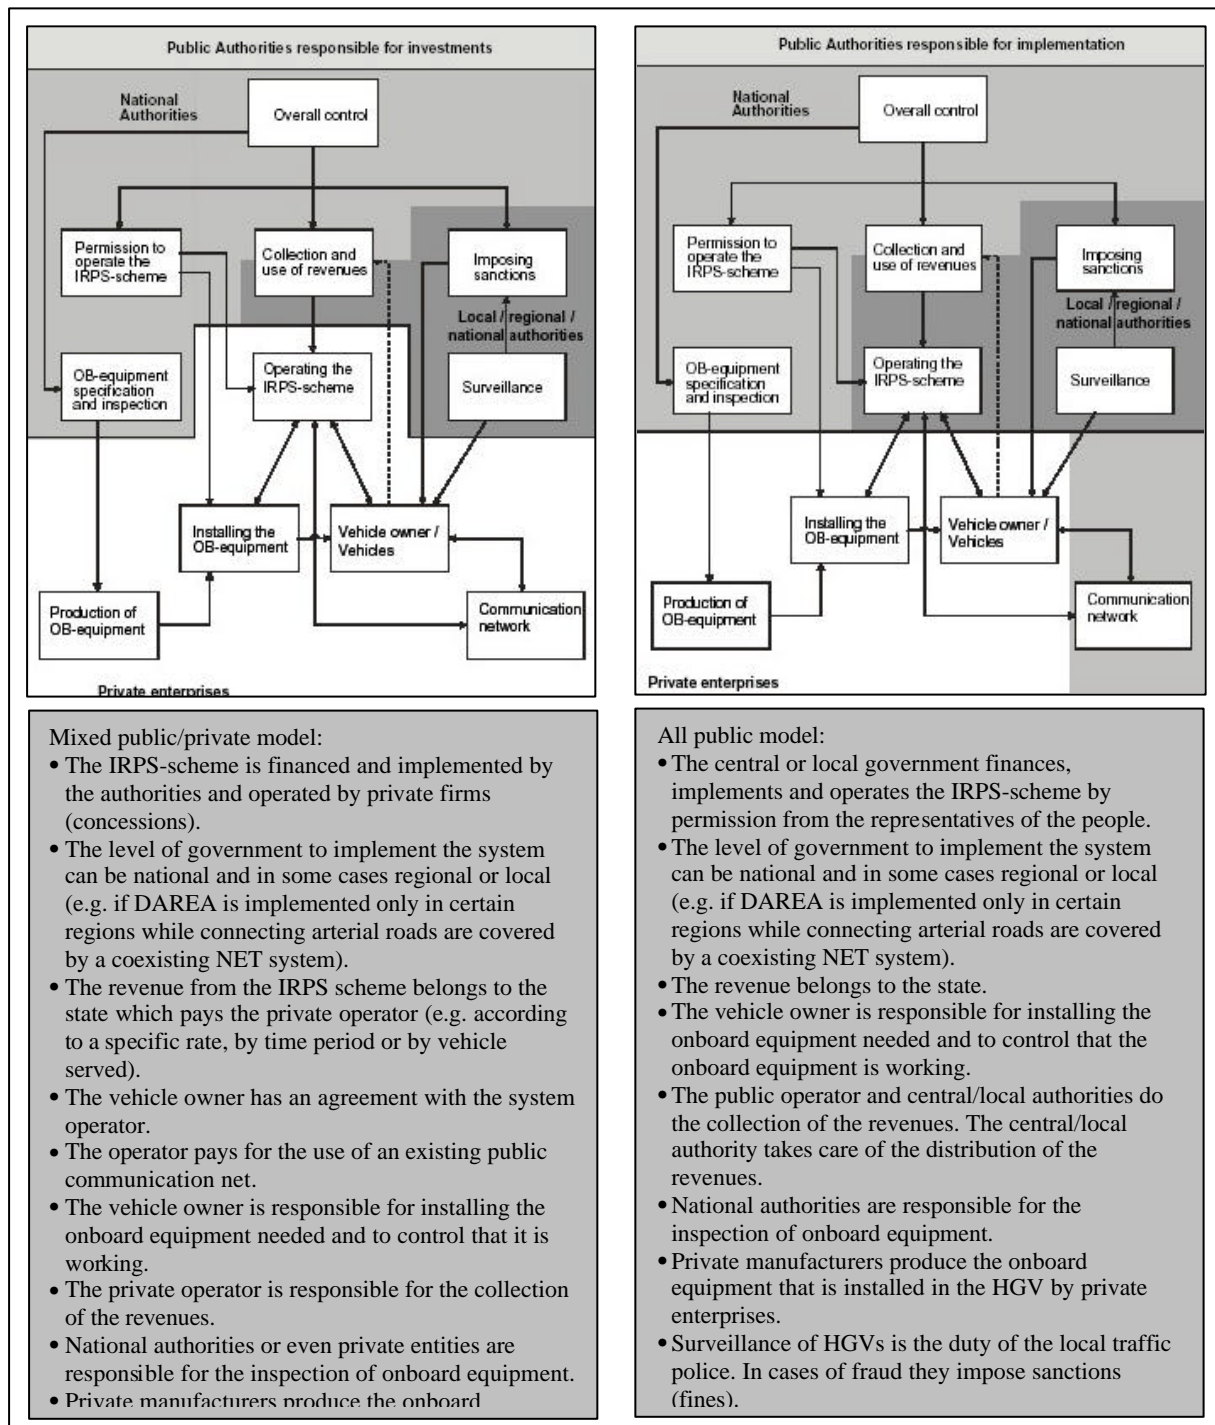 Public Authorities responsible for investments
National
Authorities
Overall control
Permission to
operate the
IRPS-scheme
Collection and
use of revenues
Imposing
sanctions
Local / regional /
national authorities
OB-equipment
specification
and inspection
Operating the
IRPS-scheme
Surveillance
Installing the
OB-equipment
Vehicle owner /
Vehicles
Production of
OB-equipment
Communication
network
Private enterprises
Public Authorities responsible for implementation
National
Authorities
Overall control
Permission to
operate the
IRPS-scheme
Collection and
use of revenues
Imposing
sanctions
Local / regional /
national authorities
OB-equipment
specification
and inspection
Operating the
IRPS-scheme
Surveillance
Installing the
OB-equipment
Vehicle owner /
Vehicles
Production of
OB-equipment
Communication
network
Private enterprises
Mixed public/private model:
• The IRPS-scheme is financed and implemented by
the authorities and operated by private firms
(concessions).
• The level of government to implement the system
can be national and in some cases regional or local
(e.g. if DAREA is implemented only in certain
regions while connecting arterial roads are covered
by a coexisting NET system).
• The revenue from the IRPS scheme belongs to the
state which pays the private operator (e.g. according
to a specific rate, by time period or by vehicle
served).
• The vehicle owner has an agreement with the system
operator.
• The operator pays for the use of an existing public
communication net.
• The vehicle owner is responsible for installing the
onboard equipment needed and to control that it is
working.
• The private operator is responsible for the collection
of the revenues.
• National authorities or even private entities are
responsible for the inspection of onboard equipment.
• Private manufacturers produce the onboard
All public model:
• The central or local government finances,
implements and operates the IRPS-scheme by
permission from the representatives of the people.
• The level of government to implement the system
can be national and in some cases regional or local
(e.g. if DAREA is implemented only in certain
regions while connecting arterial roads are covered
by a coexisting NET system).
• The revenue belongs to the state.
• The vehicle owner is responsible for installing the
onboard equipment needed and to control that the
onboard equipment is working.
• The public operator and central/local authorities do
the collection of the revenues. The central/local
authority takes care of the distribution of the
revenues.
• National authorities are responsible for the
inspection of onboard equipment.
• Private manufacturers produce the onboard
equipment that is installed in the HGV by private
enterprises.
• Surveillance of HGVs is the duty of the local traffic
police. In cases of fraud they impose sanctions
(fines).